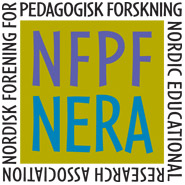 NORDISK FORENING FOR
PEDAGOGISK FORSKNING
NORDIC EDUCATIONAL
RESEARCH ASSOCIATION
NFPF
NERA